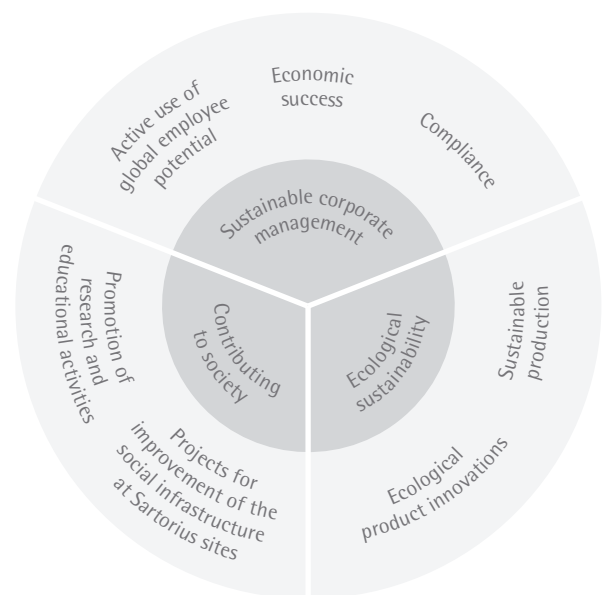 Active use of
global employee
potential
Economic
success
Compliance
Sustainable corporate
management
Promotion of
research and
educational activities
Contributing
to society
Projects for
improvement of the
social infrastructure
at Sartorius sites
Ecological
sustainability
Sustainable
production
Ecological
product innovations